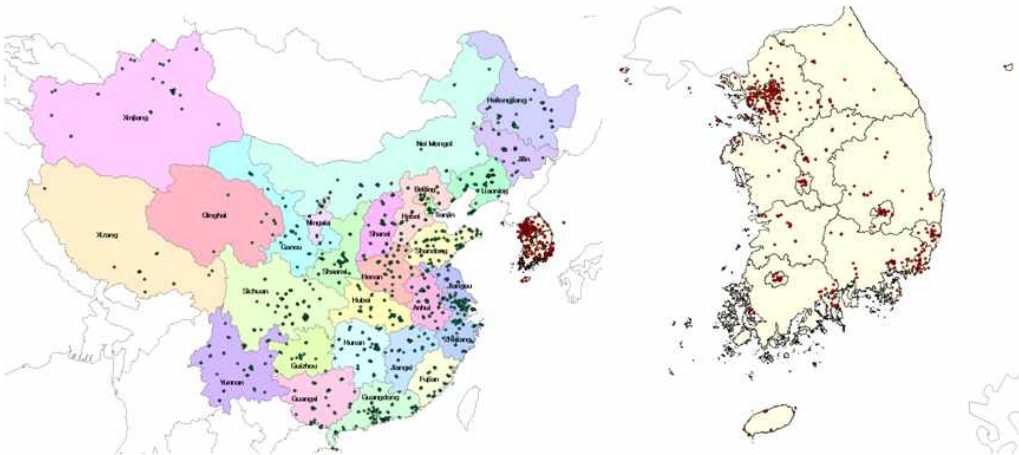 Heilongjiang
Xinjiang
Nei Mongol
Jilin
Liaoning
Beijing
Tianjin
Hebei
Qinghai
Ningxia
Shanxi
Xizang
Gansu
Shandong
Shaanxi
Henan
Jiangsu
Sichuan
Hubei
Anhui
Zhejiang
Hunan
Guizhou
Jiangxi
Yunnan
Fujian
Guangxi
Guangdong